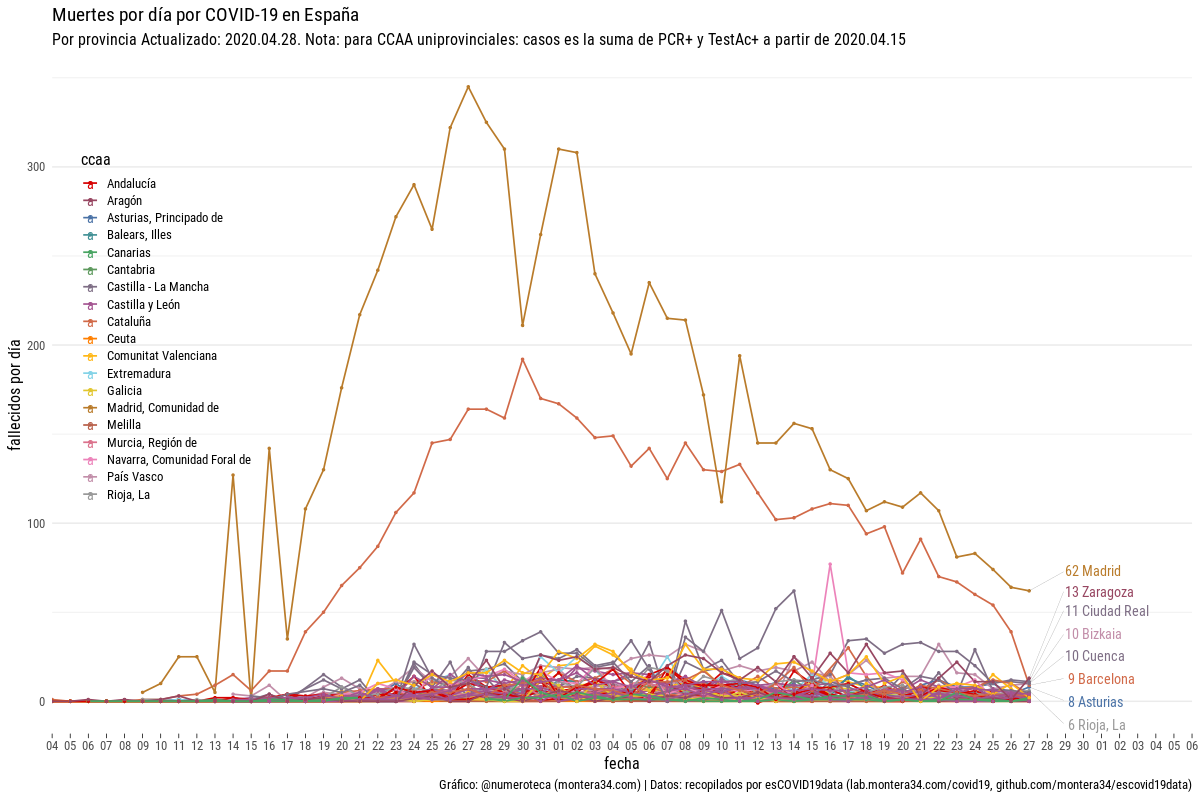 Muertes por día por COVID-19 en España
Por provincia Actualizado: 2020.04.28. Nota: para CCAA uniprovinciales: casos es la suma de PCR+ y TestAc+ a partir de 2020.04.15
fallecidos por día
300
200
100
0
ccaa
Andalucía
Aragón
Asturias, Principado de
Balears, Illes
Canarias
Cantabria
Castilla - La Mancha
Castilla y León
Cataluña
Ceuta
Comunitat Valenciana
Extremadura
Galicia
Madrid, Comunidad de
Melilla
Murcia, Región de
Navarra, Comunidad Foral de
País Vasco
Rioja, La
62 Madrid
13 Zaragoza
11 Ciudad Real
10 Bizkaia
10 Cuenca
9 Barcelona
8 Asturias
6 Rioja, La
04 05 06 07 08 09 10 11 12 13 14 15 16 17 18 19 20 21 22 23 24 25 26 27 28 29 30 31 01 02 03 04 05 06 07 08 09 10 11 12 13 14 15 16 17 18 19 20 21 22 23 24 25 26 27 28 29 30 01 02 03 04 05 06
fecha
Gráfico: @numeroteca (montera34.com) | Datos: recopilados por esCOVID19data (lab.montera34.com/covid19, github.com/montera34/escovid19data)